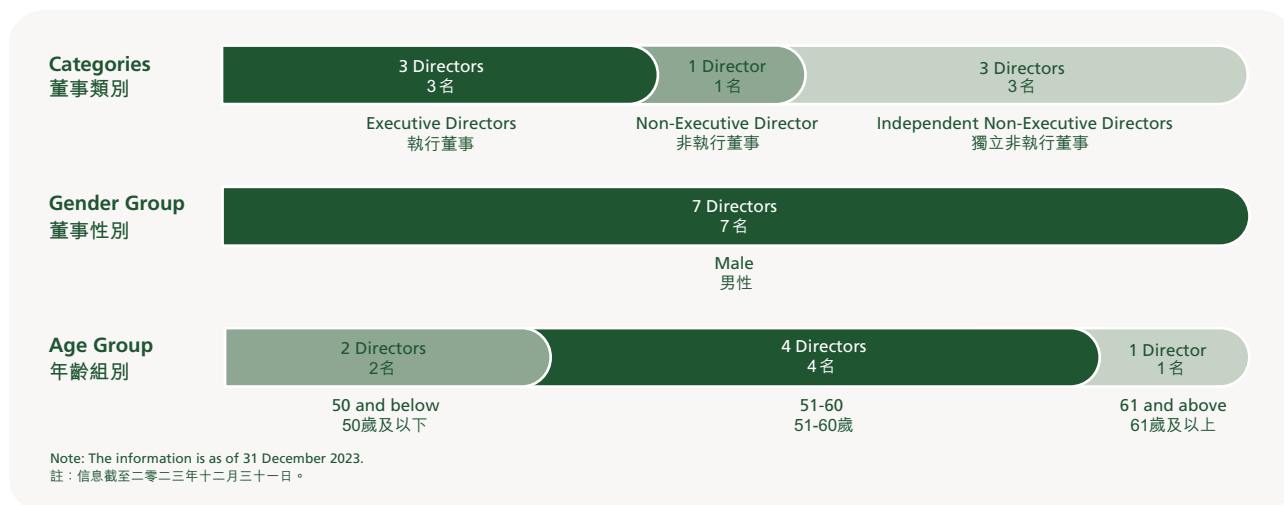 Categories
董事類別
3 Directors
3名
1 Director
1名
3 Directors
3名
Executive Directors
執行董事
Non-Executive Director
非執行董事
Independent Non-Executive Directors
獨立非執行董事
Gender Group
董事性別
7 Directors
7名
Male
男性
Age Group
年齡組別
2 Directors
2名
4 Directors
4名
1 Director
1名
50 and below
50歲及以下
51-60
51-60歲
61 and above
61歲及以上
Note: The information is as of 31 December 2023.
註：信息截至二零二三年十二月三十一日。